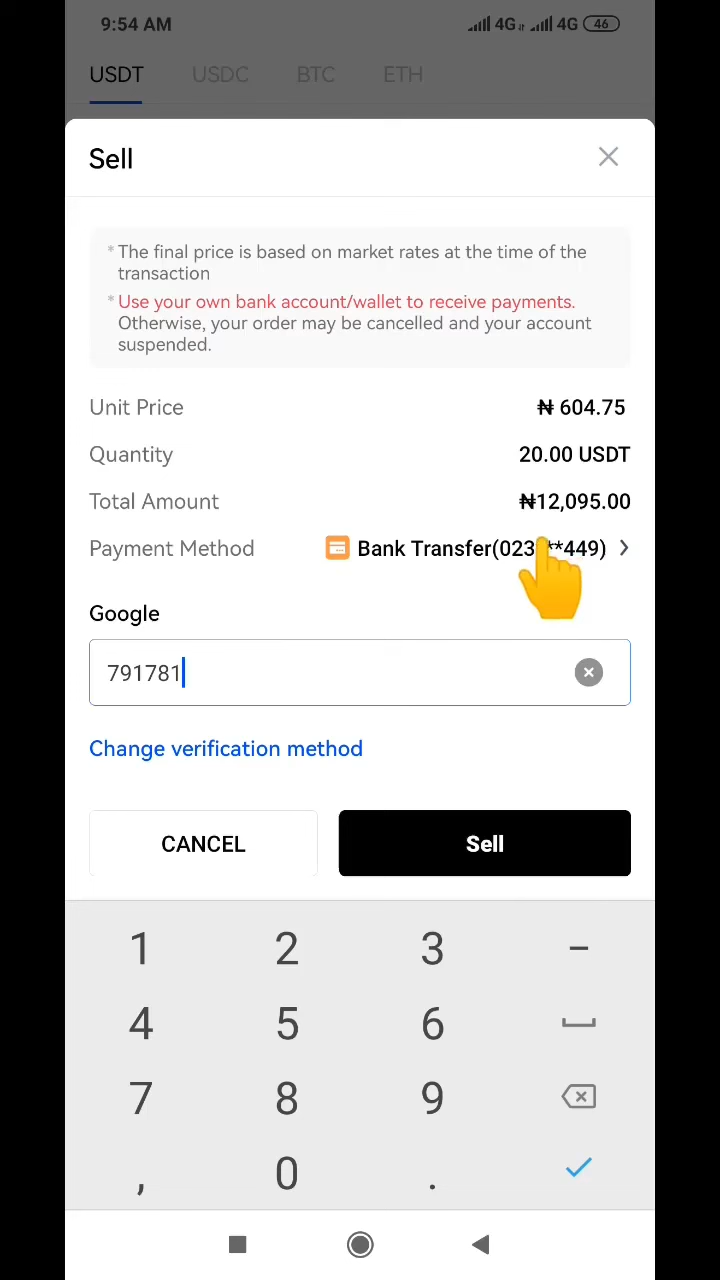 9:54 AM 4G 4G 46
USDT USDC BTC ETH
Sell
* The final price is based on market rates at the time of the
transaction
* Use your own bank account/wallet to receive payments.
Otherwise, your order may be cancelled and your account
suspended.
Unit Price ₦ 604.75
Quantity 20.00 USDT
Total Amount ₦12,095.00
Payment Method Bank Transfer(023***449) >
Google
791781
Change verification method
CANCEL Sell
1 2 3 −
4 5 6
7 8 9
, 0 .